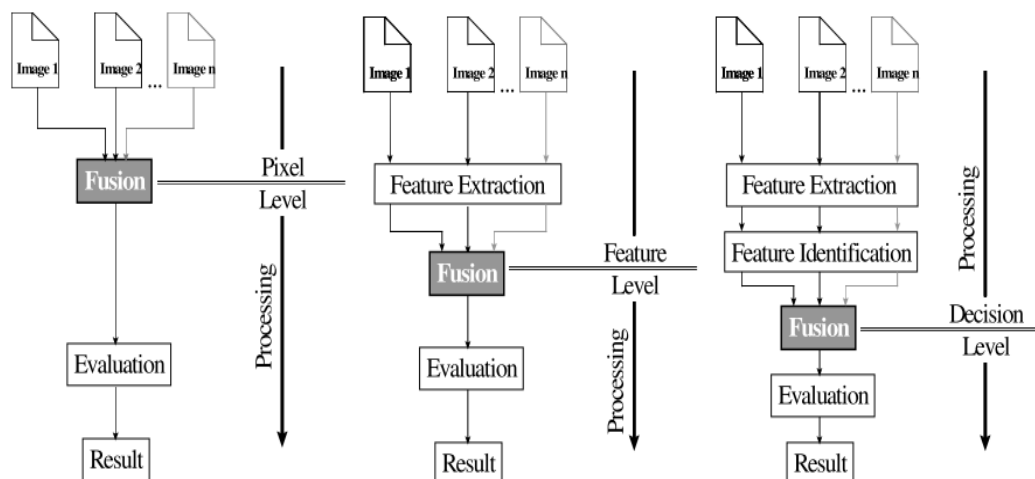 Image 1
Image 2
...
Image n
Fusion
Pixel
Level
Processing
Evaluation
Result
Image 1
Image 2
...
Image n
Feature Extraction
Fusion
Feature
Level
Processing
Evaluation
Result
Image 1
Image 2
...
Image n
Feature Extraction
Feature Identification
Processing
Fusion
Decision
Level
Evaluation
Result